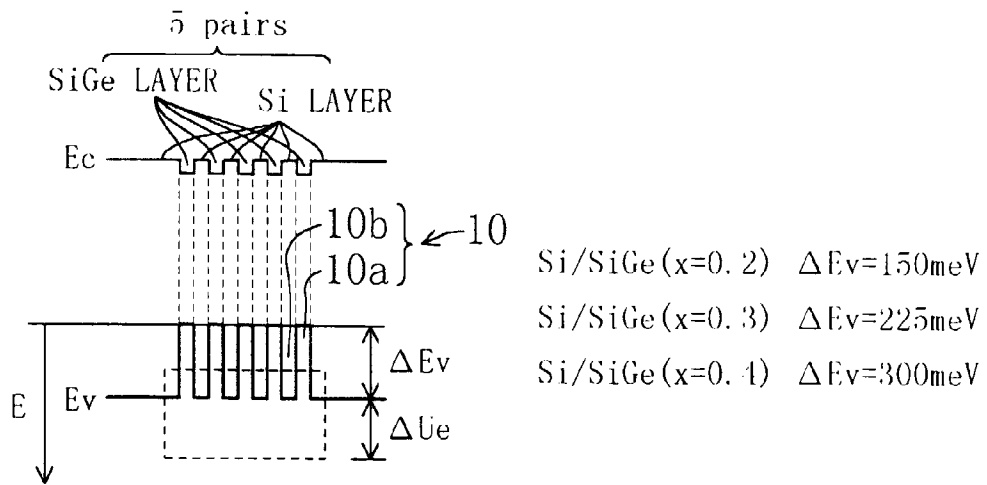 5 pairs
SiGe LAYER
Si LAYER
Ec
10b
10a
10
Si/SiGe(x=0.2) ΔEv=150meV
Si/SiGe(x=0.3) ΔEv=225meV
Si/SiGe(x=0.4) ΔEv=300meV
ΔEv
E
Ev
ΔUe